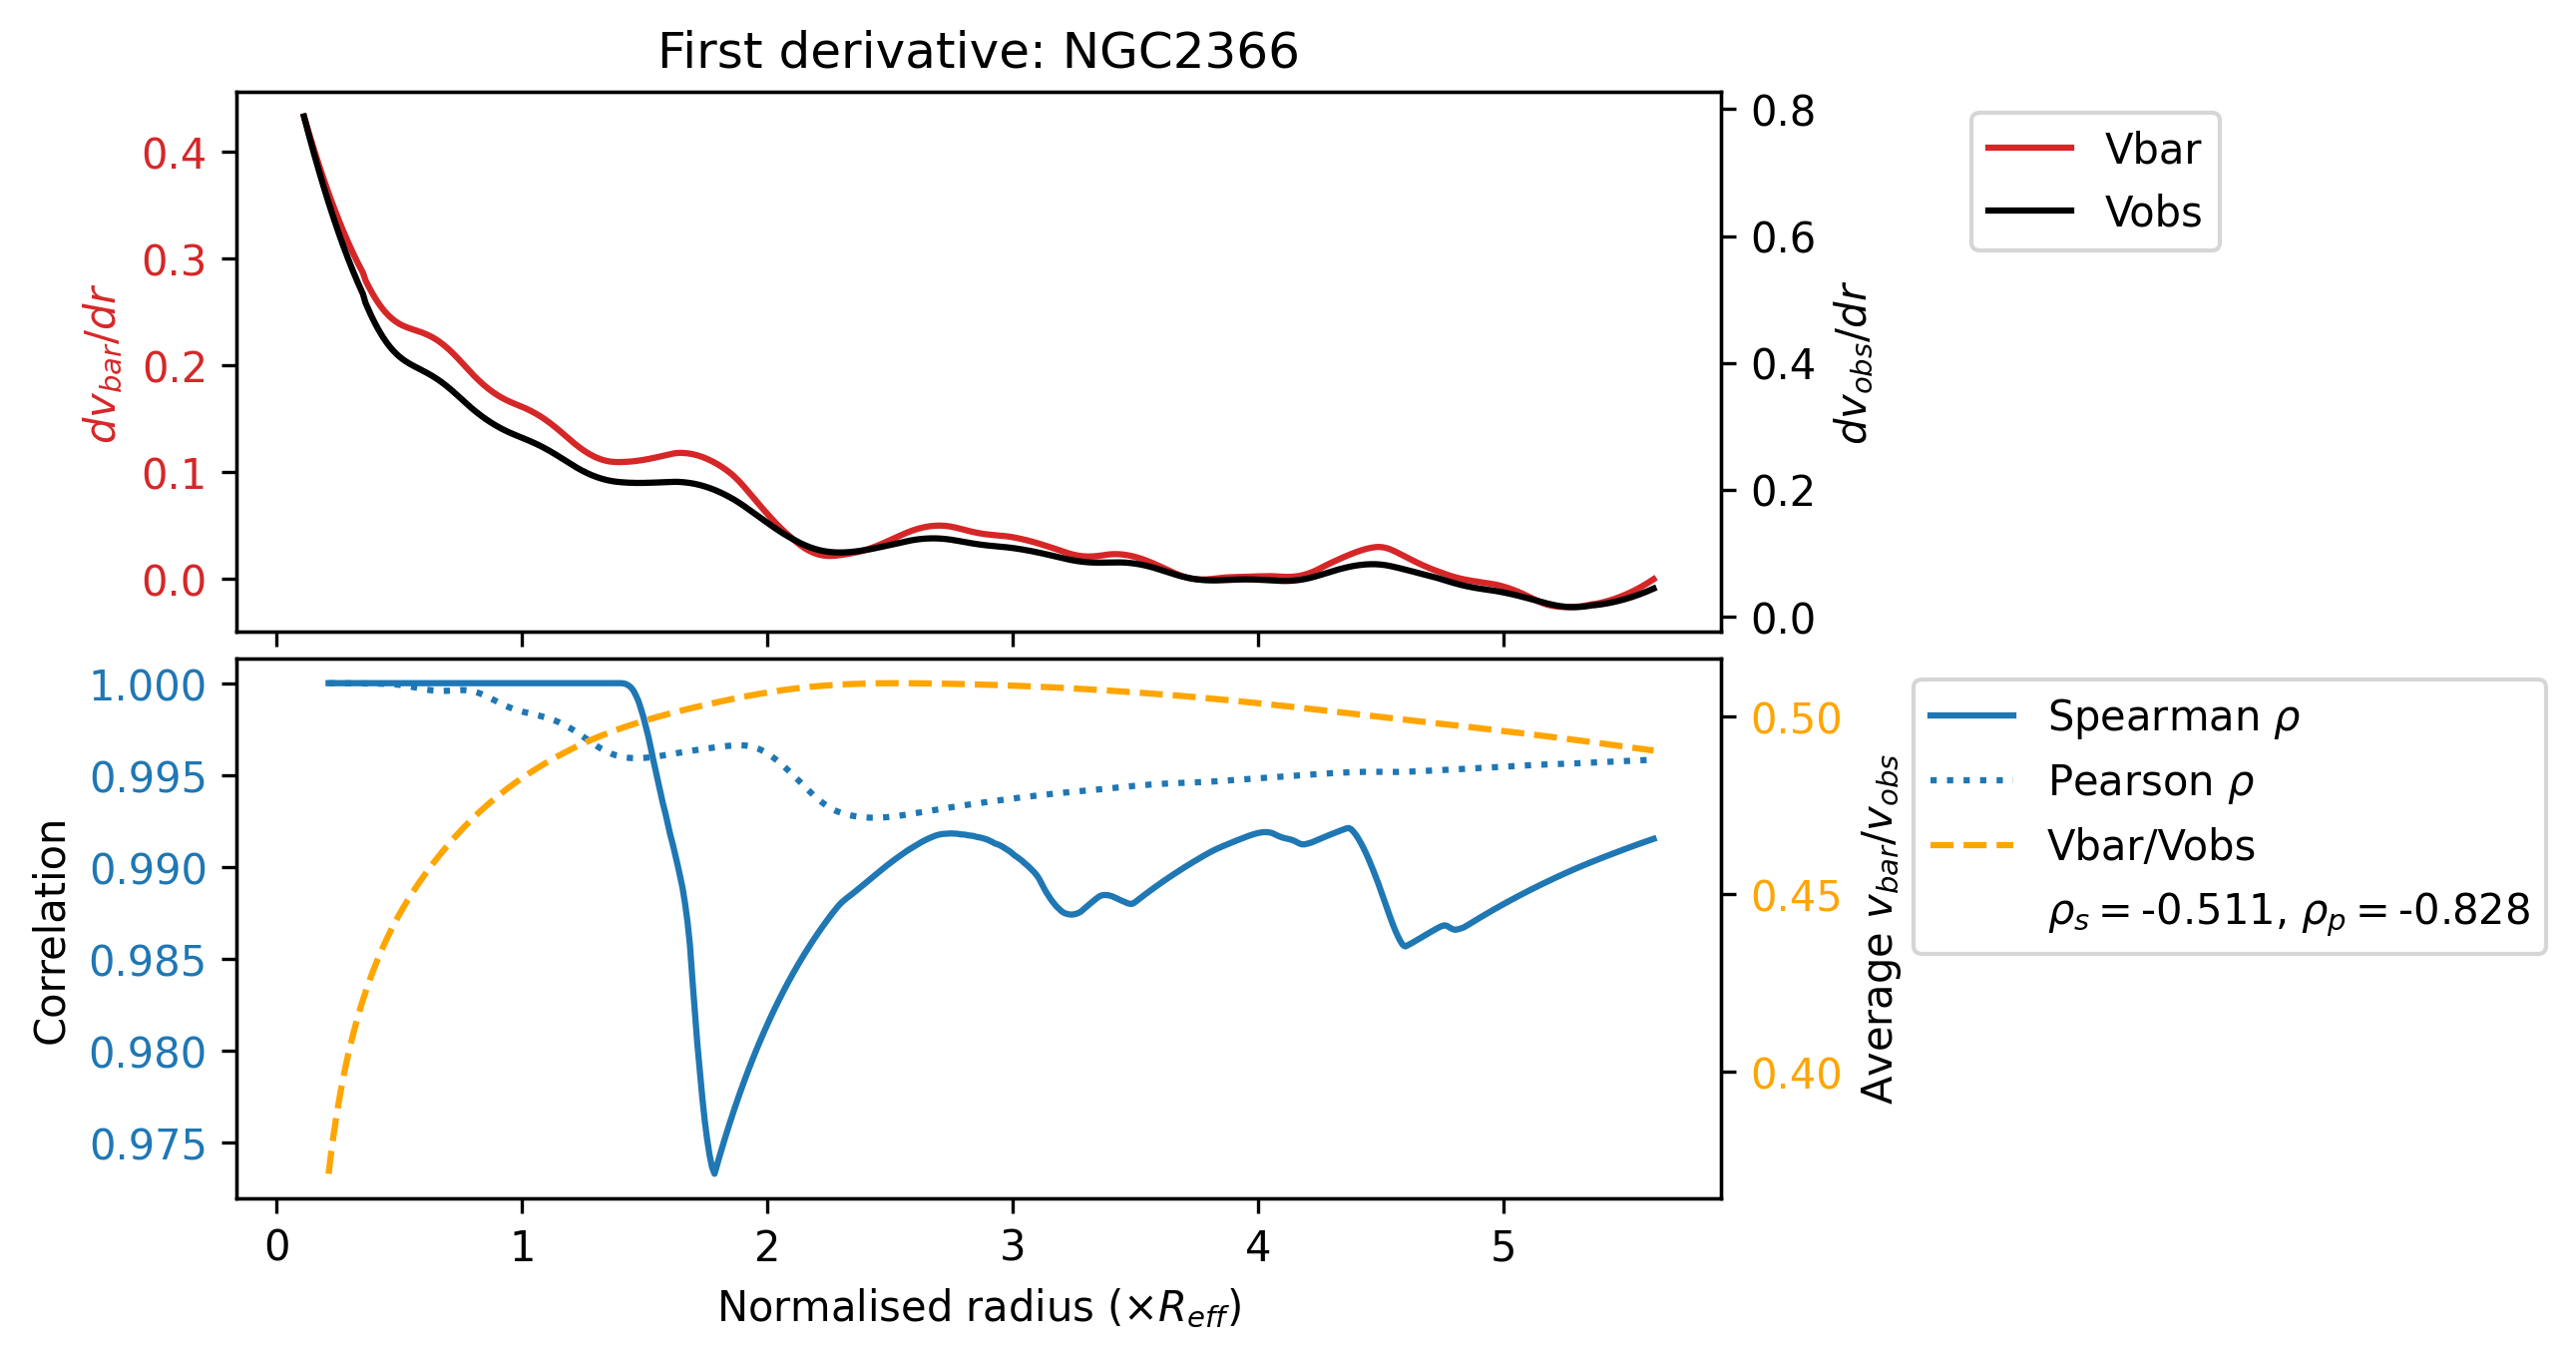 First derivative: NGC2366
0.4
0.3
0.2
0.1
0.0
dv_bar/dr
0.8
0.6
0.4
0.2
0.0
dv_obs/dr
Vbar
Vobs
1.000
0.995
0.990
0.985
0.980
0.975
Correlation
0.50
0.45
0.40
Average v_bar/v_obs
Spearman ρ
Pearson ρ
Vbar/Vobs
ρ_s = -0.511, ρ_p = -0.828
0 1 2 3 4 5
Normalised radius (×R_eff)